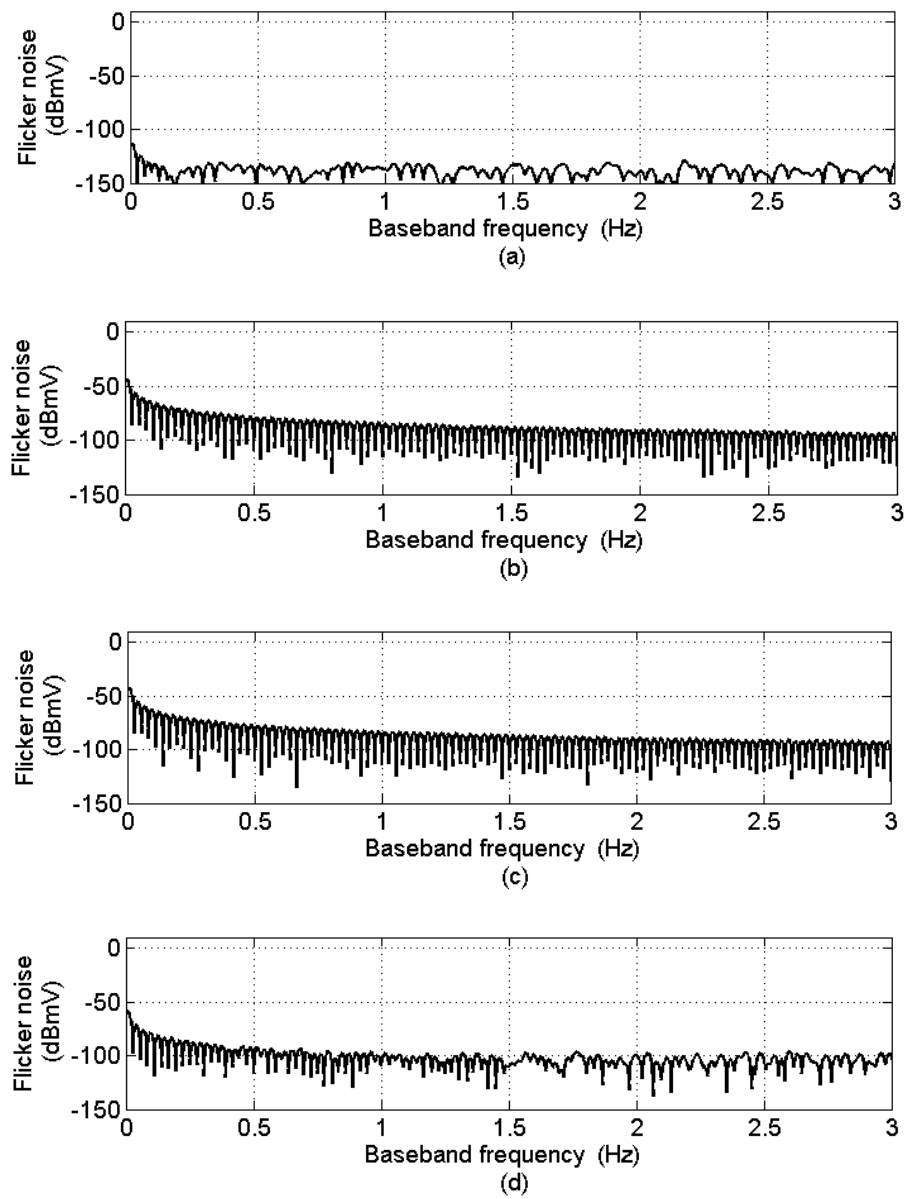 Flicker noise
(dBmV)
0
-50
-100
-150
0 0.5 1 1.5 2 2.5 3
Baseband frequency (Hz)
(a)
Flicker noise
(dBmV)
0
-50
-100
-150
0 0.5 1 1.5 2 2.5 3
Baseband frequency (Hz)
(b)
Flicker noise
(dBmV)
0
-50
-100
-150
0 0.5 1 1.5 2 2.5 3
Baseband frequency (Hz)
(c)
Flicker noise
(dBmV)
0
-50
-100
-150
0 0.5 1 1.5 2 2.5 3
Baseband frequency (Hz)
(d)